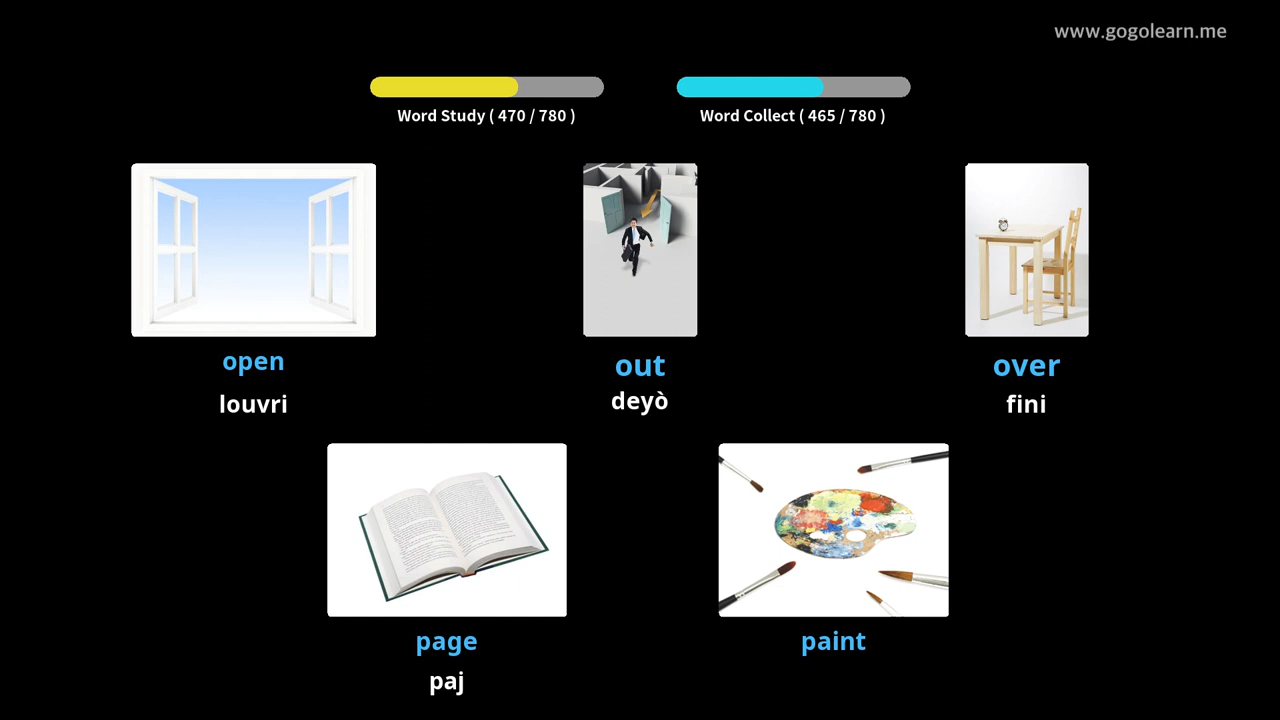 www.gogolearn.me
Word Study ( 470 / 780 )
Word Collect ( 465 / 780 )
open
out
over
louvri
deyò
fini
page
paint
paj